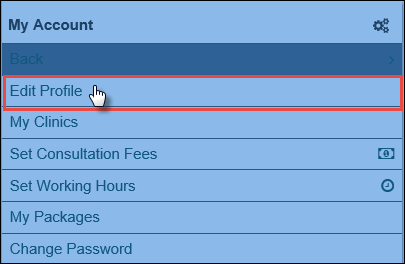 My Account
Back
Edit Profile
My Clinics
Set Consultation Fees
Set Working Hours
My Packages
Change Password